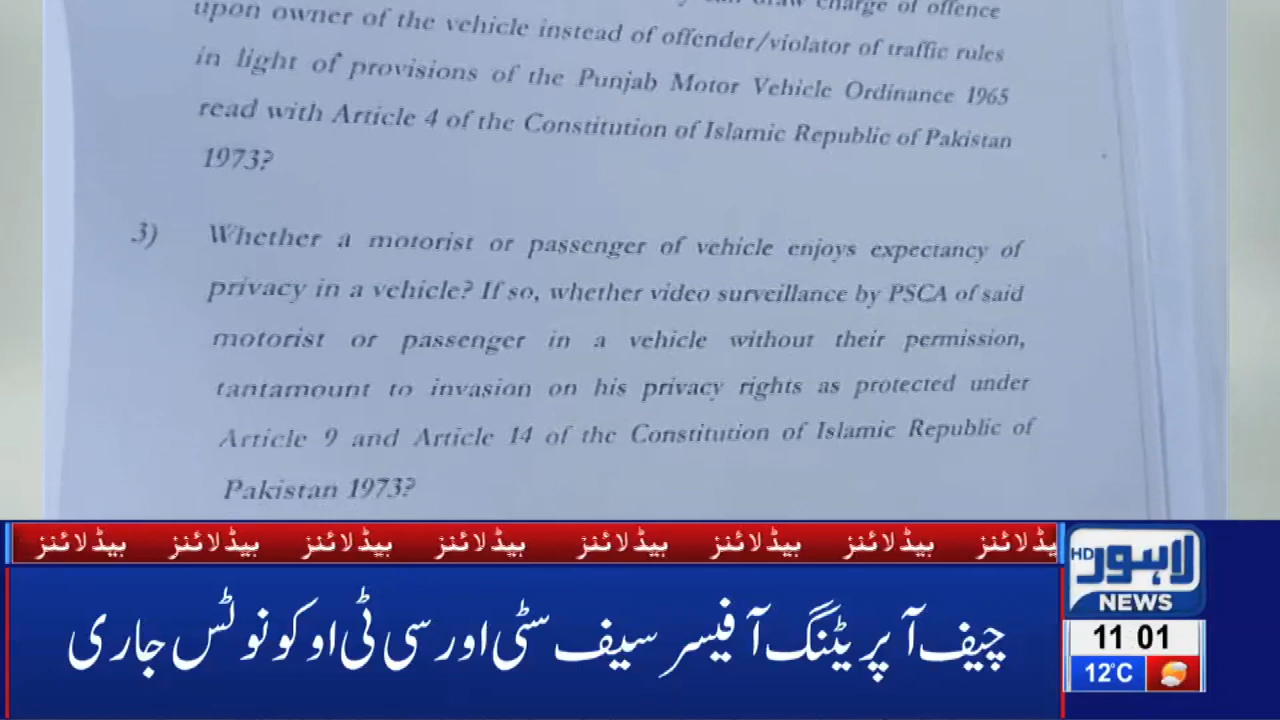 draw charge of offence
upon owner of the vehicle instead of offender/violator of traffic rules
in light of provisions of the Punjab Motor Vehicle Ordinance 1965
read with Article 4 of the Constitution of Islamic Republic of Pakistan
1973?
3) Whether a motorist or passenger of vehicle enjoys expectancy of
privacy in a vehicle? If so, whether video surveillance by PSCA of said
motorist or passenger in a vehicle without their permission,
tantamount to invasion on his privacy rights as protected under
Article 9 and Article 14 of the Constitution of Islamic Republic of
Pakistan 1973?
ہیڈلائنز ہیڈلائنز ہیڈلائنز ہیڈلائنز ہیڈلائنز ہیڈلائنز ہیڈلائنز یڈلائنز
چیف آپریٹنگ آفیسر سیف سٹی اور سی ٹی او کو نوٹس جاری
HD لاہور
NEWS
11 01
12°C